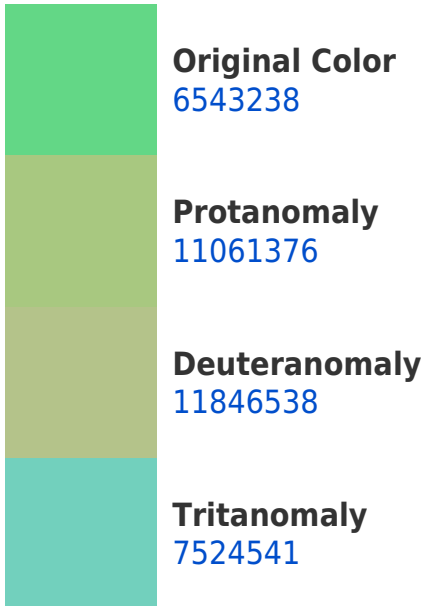 Original Color
6543238
Protanomaly
11061376
Deuteranomaly
11846538
Tritanomaly
7524541